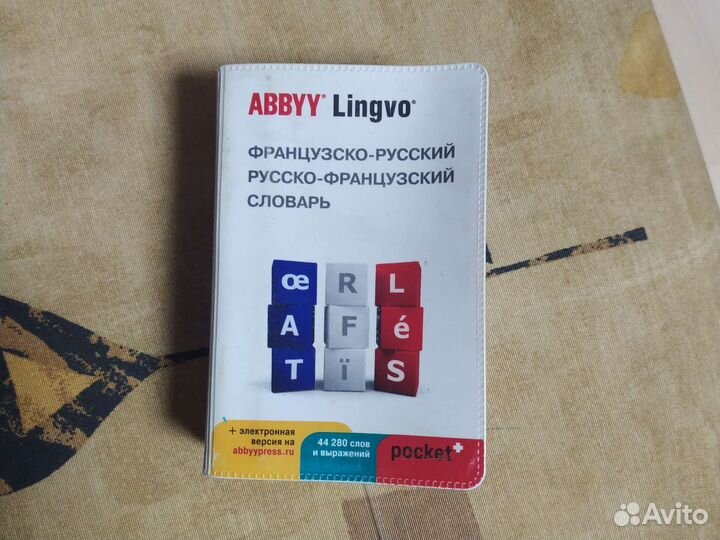 ABBYY® Lingvo®
ФРАНЦУЗСКО-РУССКИЙ
РУССКО-ФРАНЦУЗСКИЙ
СЛОВАРЬ
œ R L
A F é
T ï S
+ электронная
версия на
abbyypress.ru
44 280 слов
и выражений
pocket+
Avito